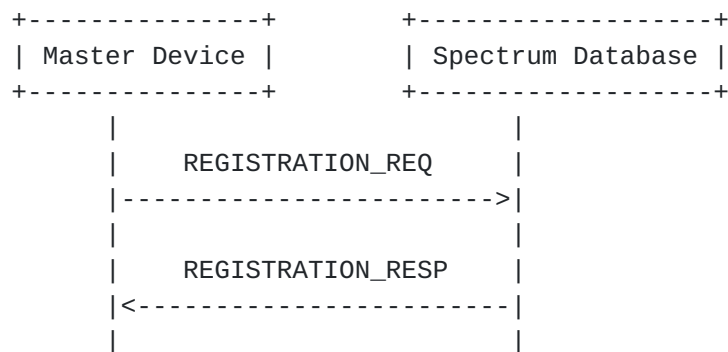 Master Device Spectrum Database
REGISTRATION_REQ
REGISTRATION_RESP